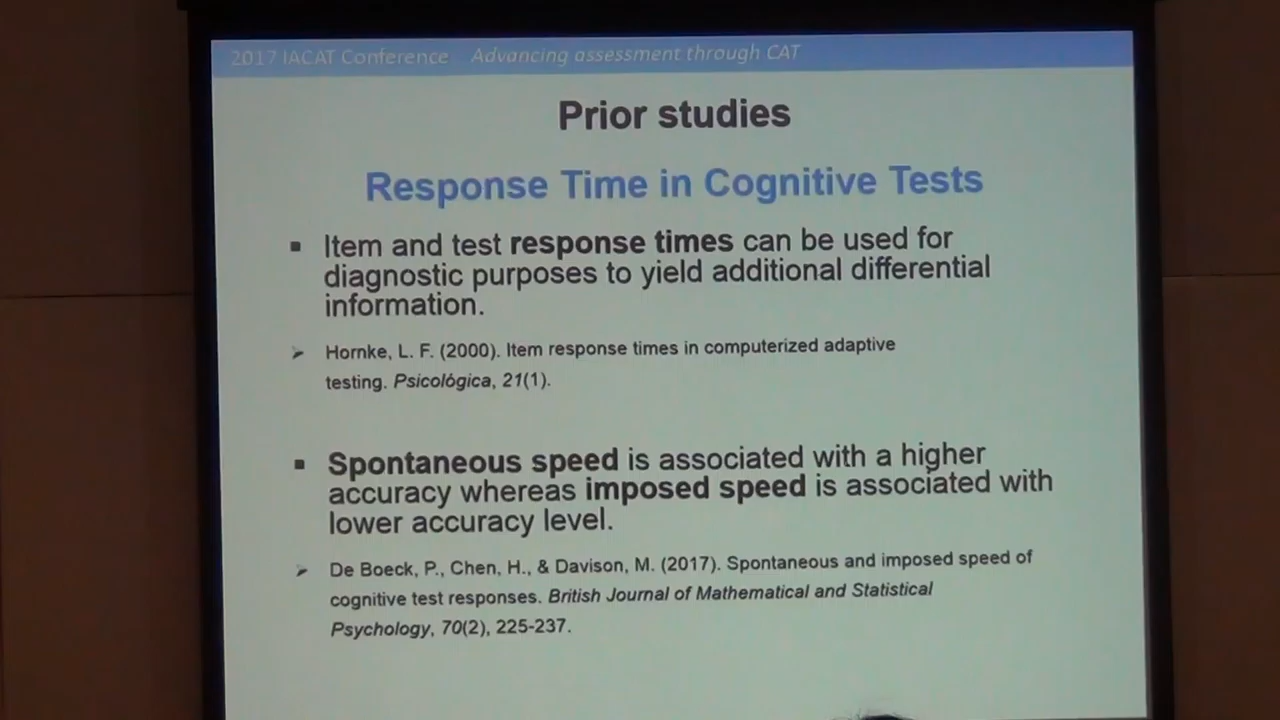 2017 IACAT Conference Advancing assessment through CAT
Prior studies
Response Time in Cognitive Tests
▪ Item and test response times can be used for
diagnostic purposes to yield additional differential
information.
➢ Hornke, L. F. (2000). Item response times in computerized adaptive
testing. Psicológica, 21(1).
▪ Spontaneous speed is associated with a higher
accuracy whereas imposed speed is associated with
lower accuracy level.
➢ De Boeck, P., Chen, H., & Davison, M. (2017). Spontaneous and imposed speed of
cognitive test responses. British Journal of Mathematical and Statistical
Psychology, 70(2), 225-237.